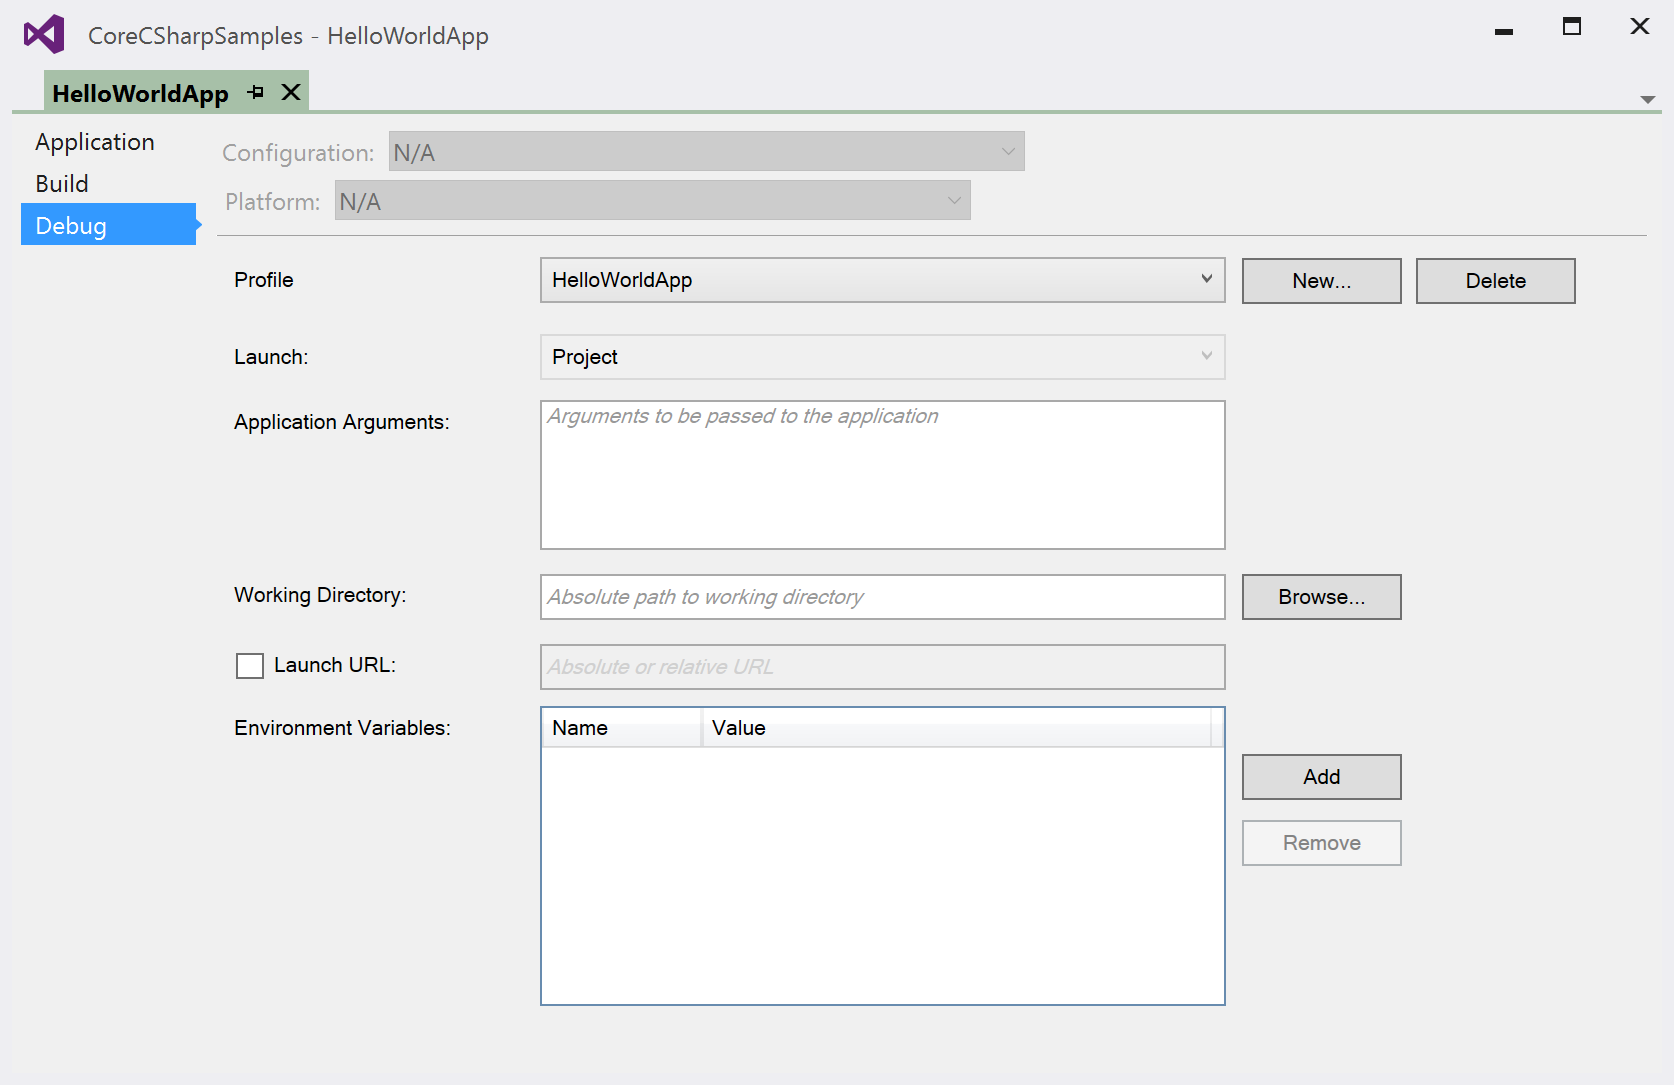 CoreCSharpSamples - HelloWorldApp
HelloWorldApp
Application
Build
Debug
Configuration: N/A
Platform: N/A
Profile HelloWorldApp New... Delete
Launch: Project
Application Arguments: Arguments to be passed to the application
Working Directory: Absolute path to working directory Browse...
Launch URL: Absolute or relative URL
Environment Variables: Name Value
Add
Remove